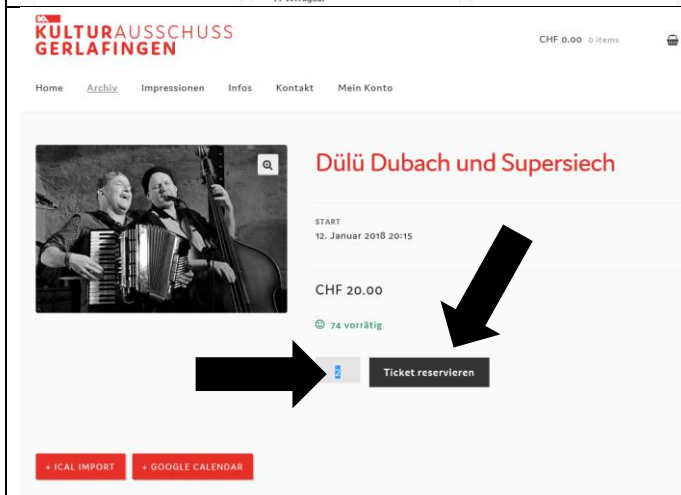 KULTURAUSSCHUSS
GERLAFINGEN
CHF 0.00 0 items
Home Archiv Impressionen Infos Kontakt Mein Konto
Dülü Dubach und Supersiech
START
12. Januar 2018 20:15
CHF 20.00
74 vorrätig
2 Ticket reservieren
+ ICAL IMPORT + GOOGLE CALENDAR